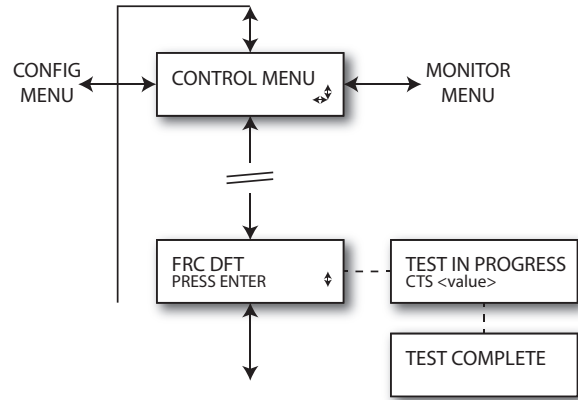 CONFIG
MENU
CONTROL MENU
MONITOR
MENU
FRC DFT
PRESS ENTER
TEST IN PROGRESS
CTS <value>
TEST COMPLETE